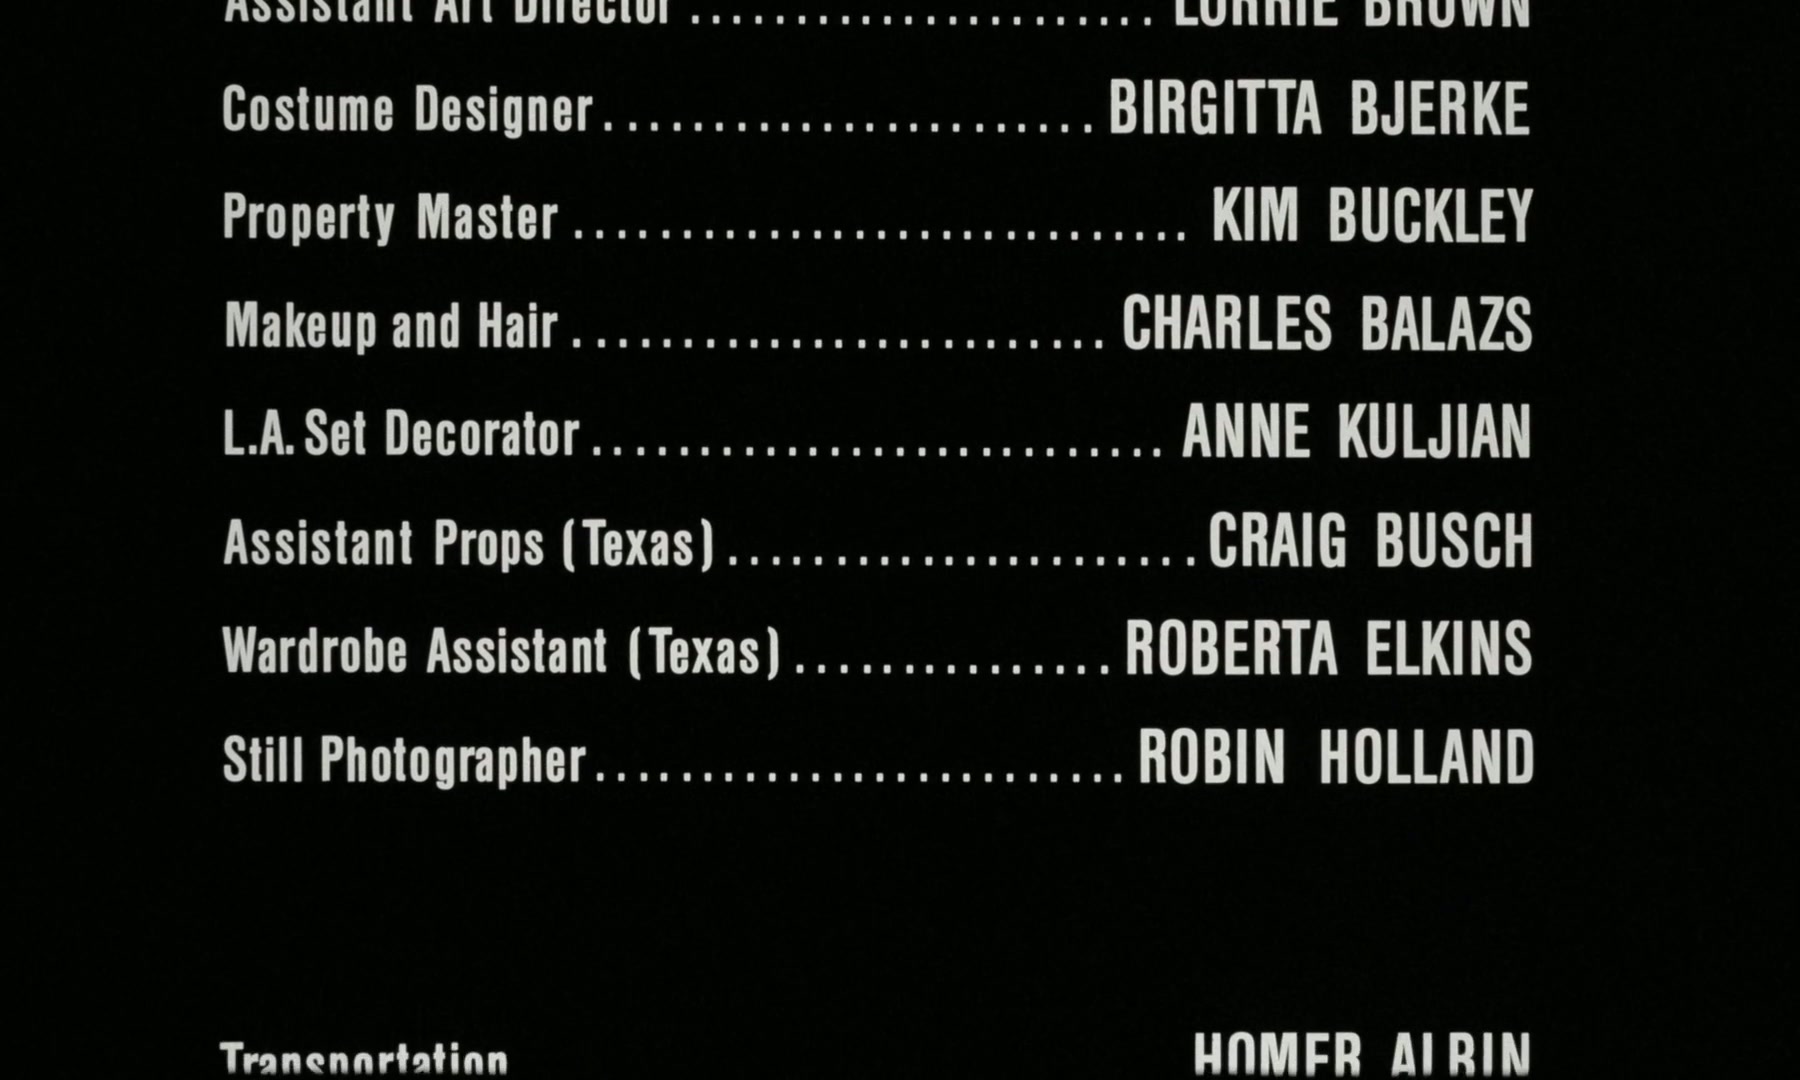 Assistant Art Director ...................... LORRIE BROWN
Costume Designer....................... BIRGITTA BJERKE
Property Master ............................. KIM BUCKLEY
Makeup and Hair ......................... CHARLES BALAZS
L.A. Set Decorator ........................... ANNE KULJIAN
Assistant Props (Texas) ......................CRAIG BUSCH
Wardrobe Assistant (Texas) ............... ROBERTA ELKINS
Still Photographer......................... ROBIN HOLLAND
Transportation HOMER ALBIN